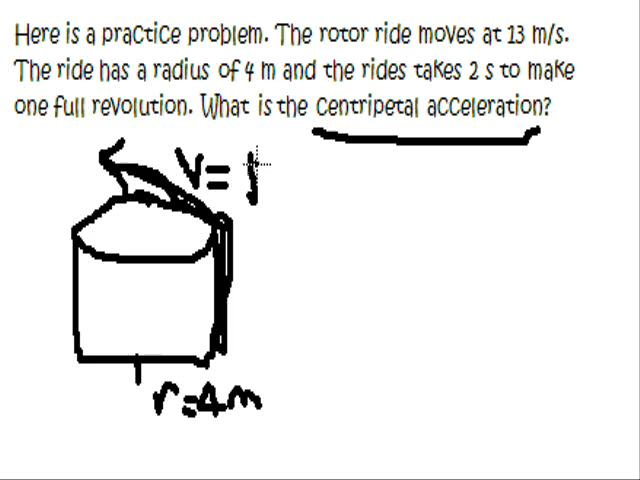 Here is a practice problem. The rotor ride moves at 13 m/s.
The ride has a radius of 4 m and the rides takes 2 s to make
one full revolution. What is the centripetal acceleration?
V = 1
r = 4m